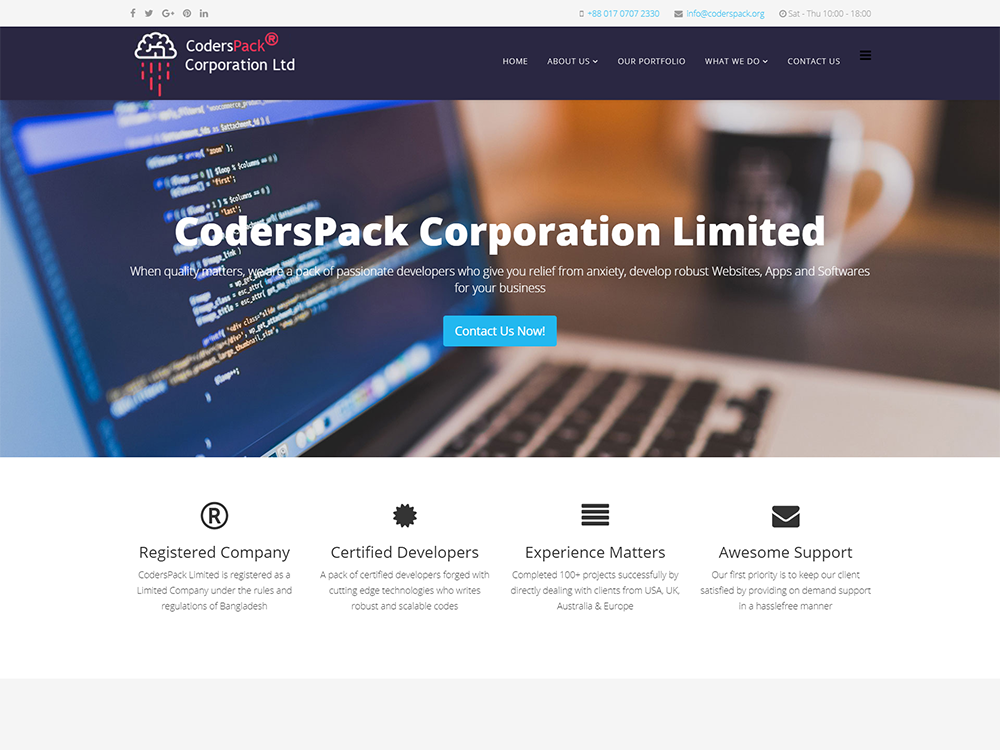 +88 017 0707 2330 info@coderspack.org Sat - Thu 10:00 - 18:00
CodersPack®
Corporation Ltd
HOME ABOUT US OUR PORTFOLIO WHAT WE DO CONTACT US
CodersPack Corporation Limited
When quality matters, we are a pack of passionate developers who give you relief from anxiety, develop robust Websites, Apps and Softwares
for your business
Contact Us Now!
Registered Company
CodersPack Limited is registered as a
Limited Company under the rules and
regulations of Bangladesh
Certified Developers
A pack of certified developers forged with
cutting edge technologies who writes
robust and scalable codes
Experience Matters
Completed 100+ projects successfully by
directly dealing with clients from USA, UK,
Australia & Europe
Awesome Support
Our first priority is to keep our client
satisfied by providing on demand support
in a hasslefree manner